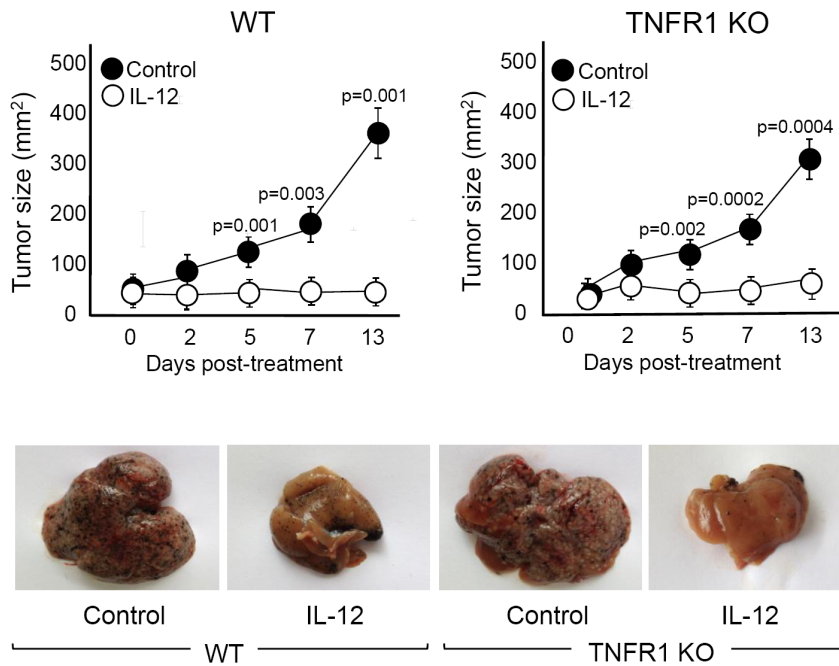 WT
Tumor size (mm²)
500
400
300
200
100
0
Control
IL-12
p=0.001
p=0.003
p=0.001
0 2 5 7 13
Days post-treatment
TNFR1 KO
Tumor size (mm²)
500
400
300
200
100
0
Control
IL-12
p=0.0004
p=0.0002
p=0.002
0 2 5 7 13
Days post-treatment
Control IL-12 Control IL-12
WT TNFR1 KO